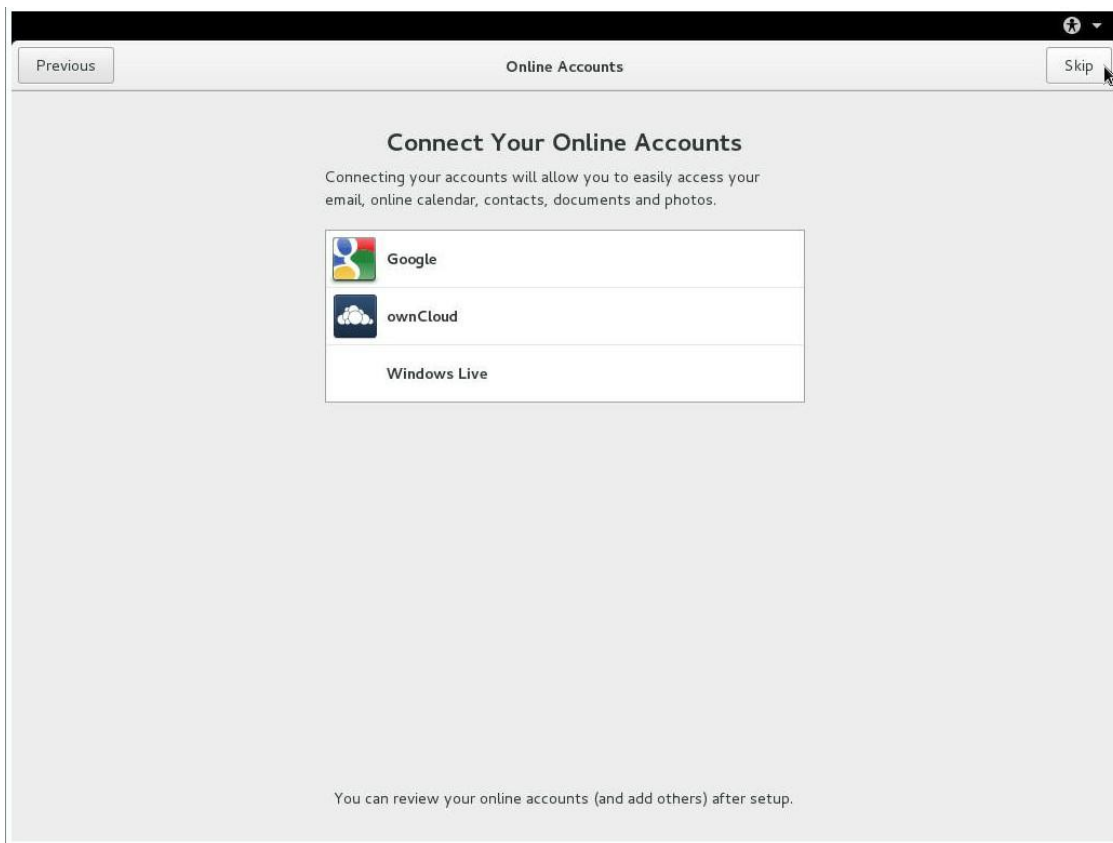 Previous
Online Accounts
Skip
Connect Your Online Accounts
Connecting your accounts will allow you to easily access your
email, online calendar, contacts, documents and photos.
Google
ownCloud
Windows Live
You can review your online accounts (and add others) after setup.